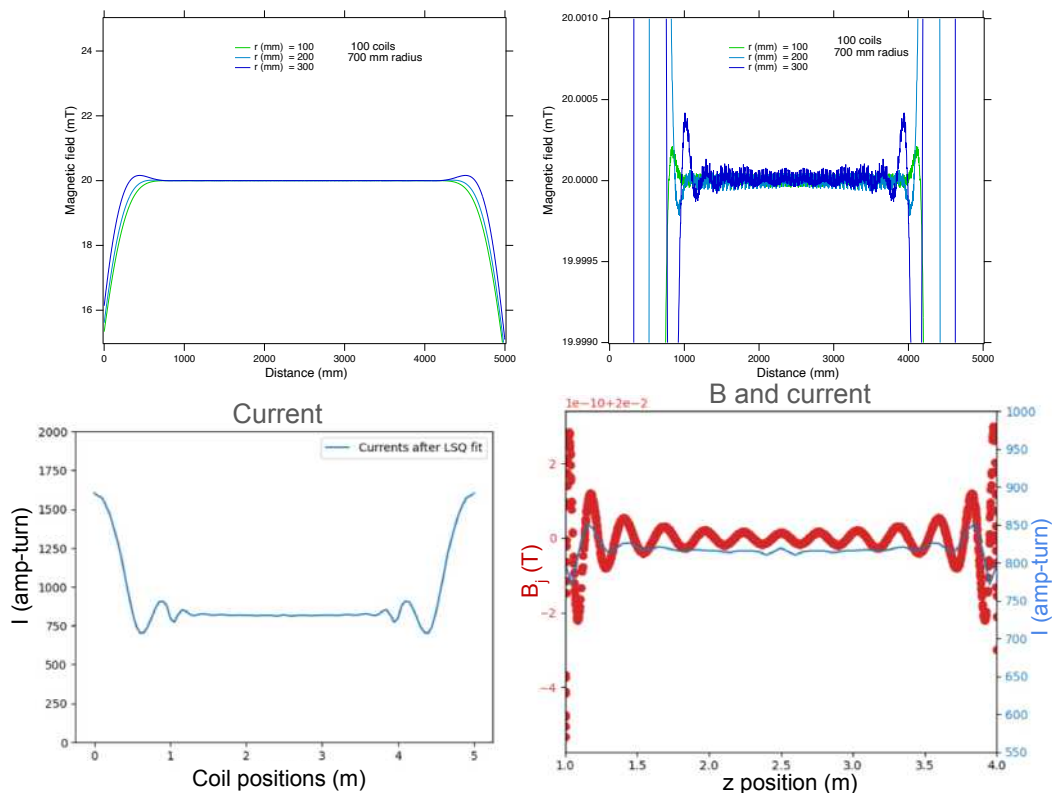 r (mm) = 100
r (mm) = 200
r (mm) = 300
100 coils
700 mm radius
Magnetic field (mT)
24
22
20
18
16
0
1000
2000
3000
4000
5000
Distance (mm)
r (mm) = 100
r (mm) = 200
r (mm) = 300
100 coils
700 mm radius
Magnetic field (mT)
20.0010
20.0005
20.0000
19.9995
19.9990
0
1000
2000
3000
4000
5000
Distance (mm)
Current
Currents after LSQ fit
I (amp-turn)
2000
1750
1500
1250
1000
750
500
250
0
0
1
2
3
4
5
Coil positions (m)
B and current
1e−10+2e−2
B_j (T)
2
0
−2
−4
1000
950
900
850
800
750
700
650
600
550
I (amp-turn)
1.0
1.5
2.0
2.5
3.0
3.5
4.0
z position (m)